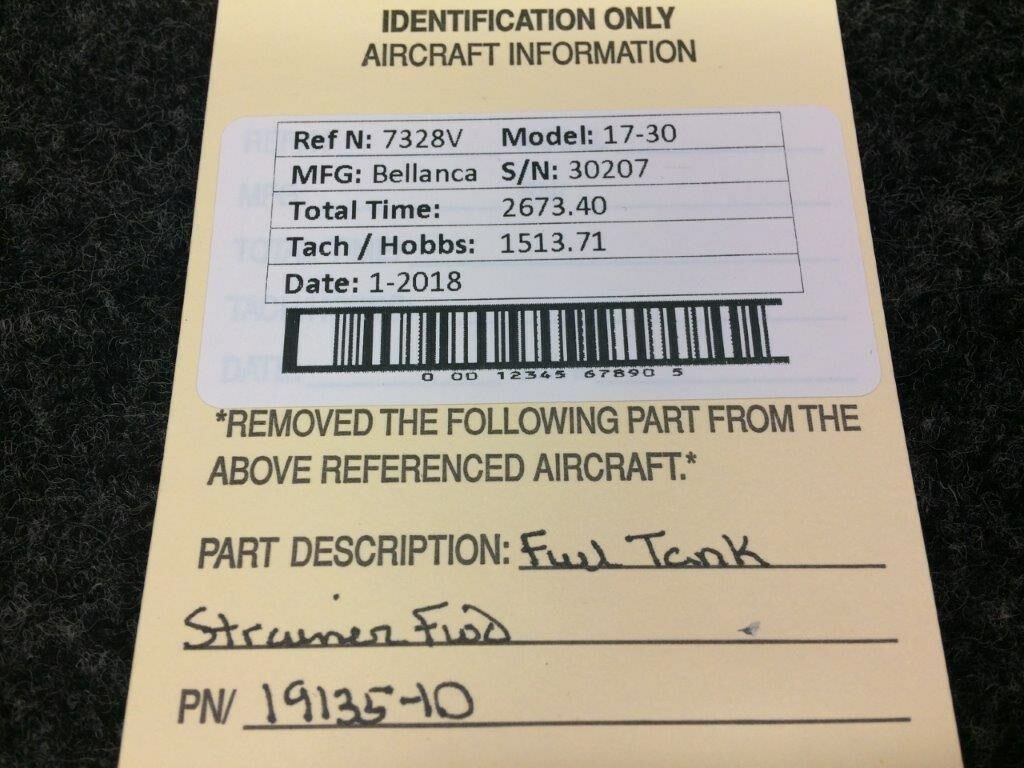 IDENTIFICATION ONLY
AIRCRAFT INFORMATION
Ref N: 7328V Model: 17-30
MFG: Bellanca S/N: 30207
Total Time: 2673.40
Tach / Hobbs: 1513.71
Date: 1-2018
0 00 12345 67890 5
*REMOVED THE FOLLOWING PART FROM THE
ABOVE REFERENCED AIRCRAFT.*
PART DESCRIPTION: Fuel Tank
Strainer Fwd
PN/ 19135-10